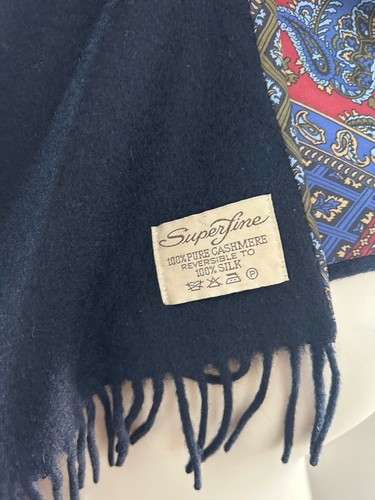 Superfine
100% PURE CASHMERE
REVERSIBLE TO
100% SILK
P